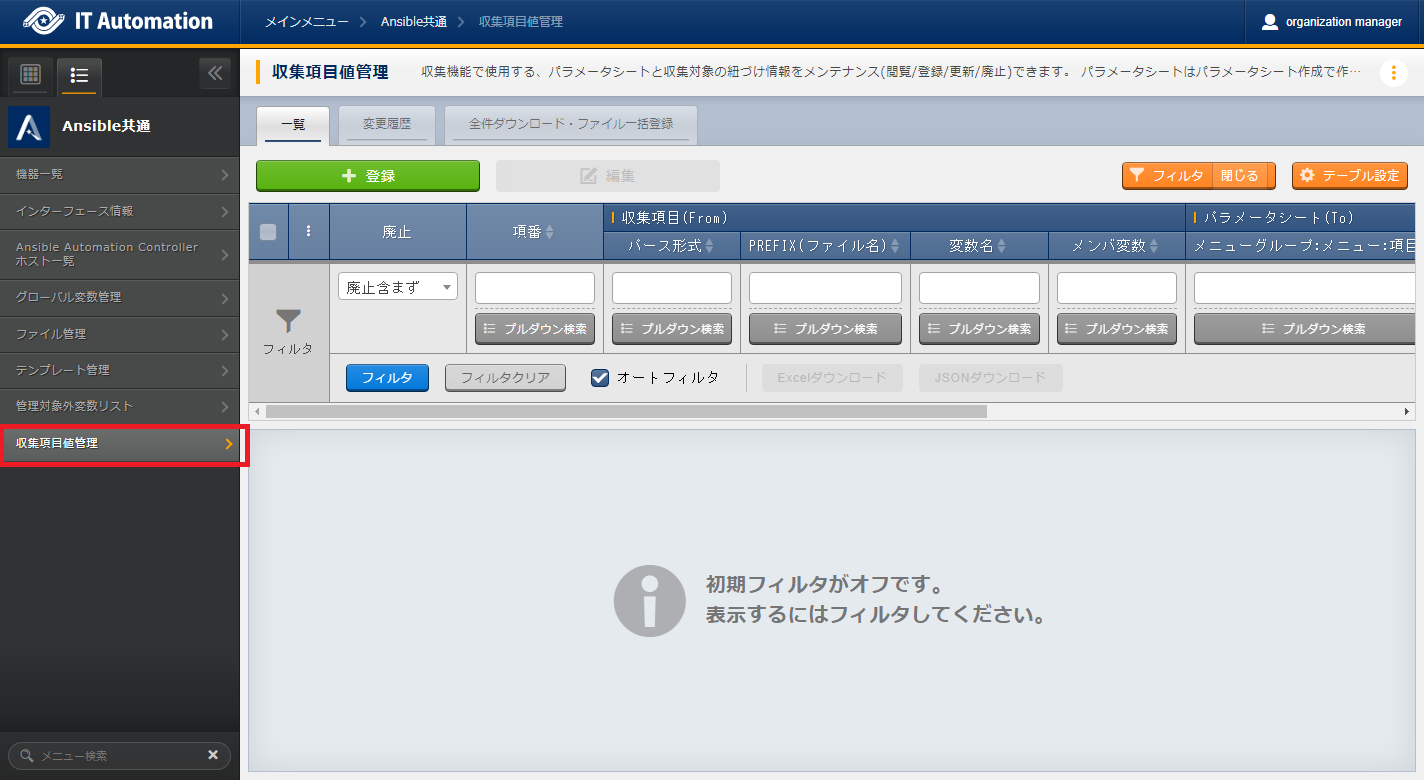 IT Automation
メインメニュー
Ansible共通
収集項目値管理
organization manager
Ansible共通
機器一覧
インターフェース情報
Ansible Automation Controller
ホスト一覧
グローバル変数管理
ファイル管理
テンプレート管理
管理対象外変数リスト
収集項目値管理
メニュー検索
収集項目値管理
収集機能で使用する、パラメータシートと収集対象の紐づけ情報をメンテナンス(閲覧/登録/更新/廃止)できます。 パラメータシートはパラメータシート作成で作…
一覧
変更履歴
全件ダウンロード・ファイル一括登録
登録
編集
フィルタ
閉じる
テーブル設定
廃止
項番
収集項目(From)
パラメータシート(To)
パース形式
PREFIX(ファイル名)
変数名
メンバ変数
メニューグループ:メニュー:項目
フィルタ
廃止含まず
プルダウン検索
プルダウン検索
プルダウン検索
プルダウン検索
プルダウン検索
プルダウン検索
フィルタ
フィルタクリア
オートフィルタ
Excelダウンロード
JSONダウンロード
初期フィルタがオフです。
表示するにはフィルタしてください。